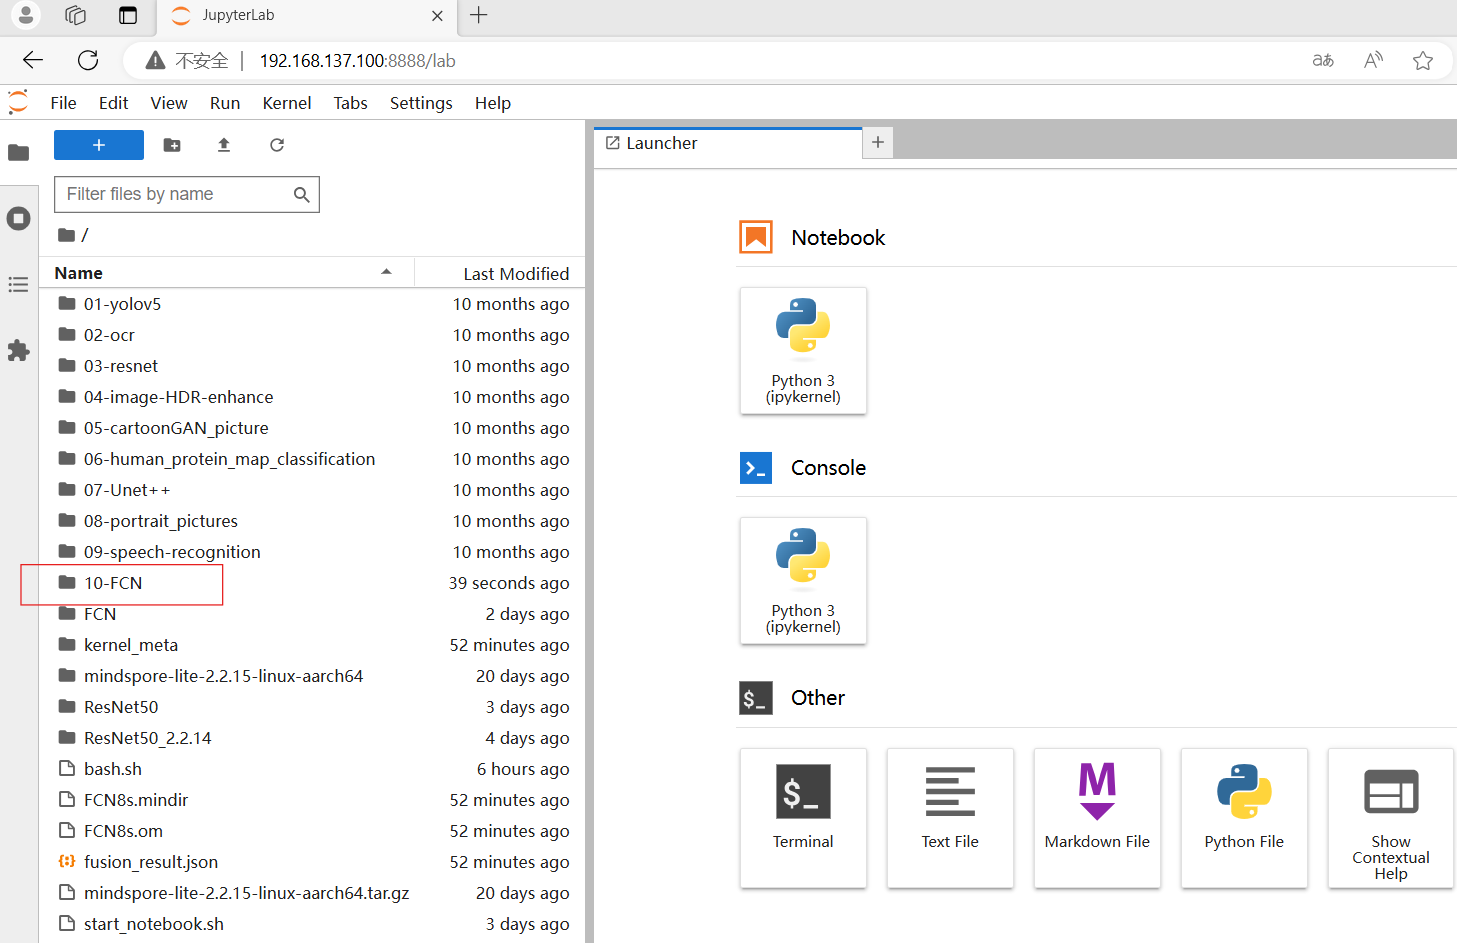 JupyterLab
不安全 192.168.137.100:8888/lab aあ A
File Edit View Run Kernel Tabs Settings Help
Launcher
Filter files by name
/
Name Last Modified
01-yolov5 10 months ago
02-ocr 10 months ago
03-resnet 10 months ago
04-image-HDR-enhance 10 months ago
05-cartoonGAN_picture 10 months ago
06-human_protein_map_classification 10 months ago
07-Unet++ 10 months ago
08-portrait_pictures 10 months ago
09-speech-recognition 10 months ago
10-FCN 39 seconds ago
FCN 2 days ago
kernel_meta 52 minutes ago
mindspore-lite-2.2.15-linux-aarch64 20 days ago
ResNet50 3 days ago
ResNet50_2.2.14 4 days ago
bash.sh 6 hours ago
FCN8s.mindir 52 minutes ago
FCN8s.om 52 minutes ago
fusion_result.json 52 minutes ago
mindspore-lite-2.2.15-linux-aarch64.tar.gz 20 days ago
start_notebook.sh 3 days ago
Notebook
Python 3
(ipykernel)
Console
Python 3
(ipykernel)
$_ Other
$_
Terminal
Text File
M
Markdown File
Python File
Show
Contextual
Help